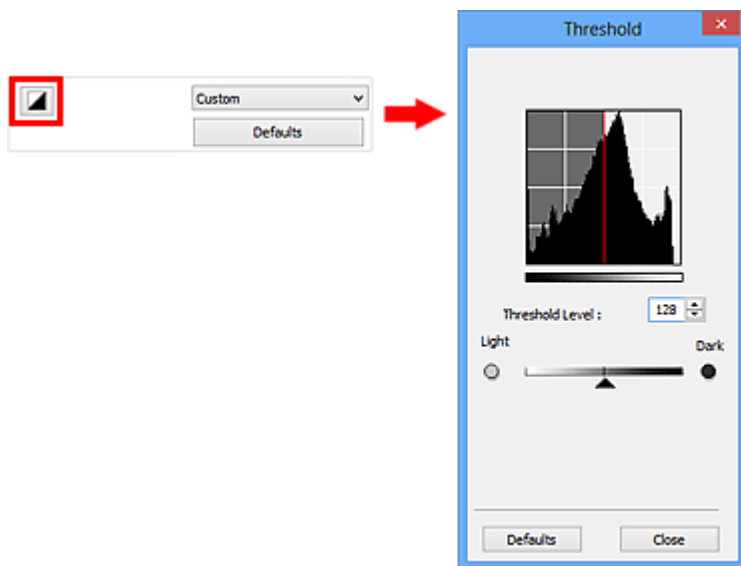 Custom
Defaults
Threshold
Threshold Level : 128
Light Dark
Defaults Close